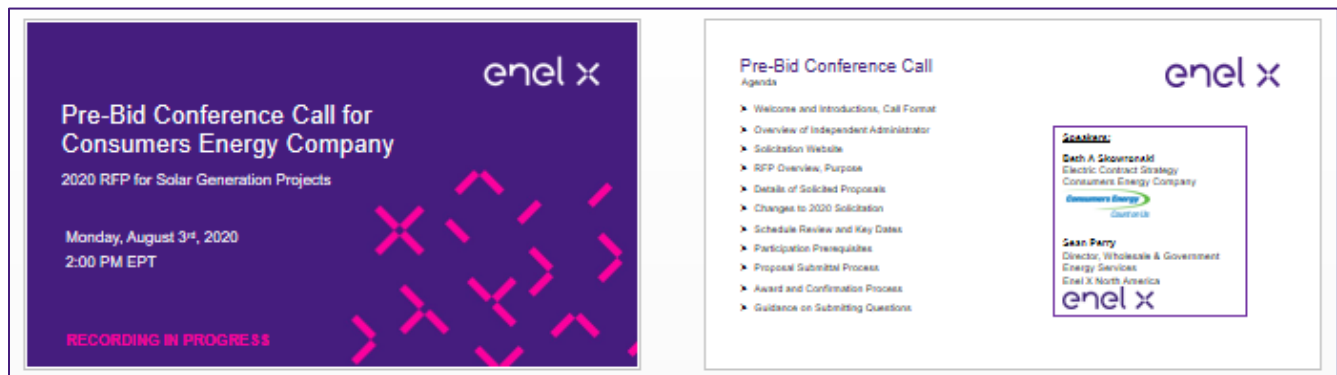 enel x
Pre-Bid Conference Call for
Consumers Energy Company
2020 RFP for Solar Generation Projects
Monday, August 3rd, 2020
2:00 PM EPT
RECORDING IN PROGRESS
Pre-Bid Conference Call
Agenda
enel x
➤ Welcome and Introductions, Call Format
➤ Overview of Independent Administrator
➤ Solicitation Website
➤ RFP Overview, Purpose
➤ Details of Solicited Proposals
➤ Changes to 2020 Solicitation
➤ Schedule Review and Key Dates
➤ Participation Prerequisites
➤ Proposal Submittal Process
➤ Award and Confirmation Process
➤ Guidance on Submitting Questions
Speakers:
Beth A Skowronski
Electric Contract Strategy
Consumers Energy Company
Consumers Energy
Count on Us
Sean Perry
Director, Wholesale & Government
Energy Services
Enel X North America
enel x